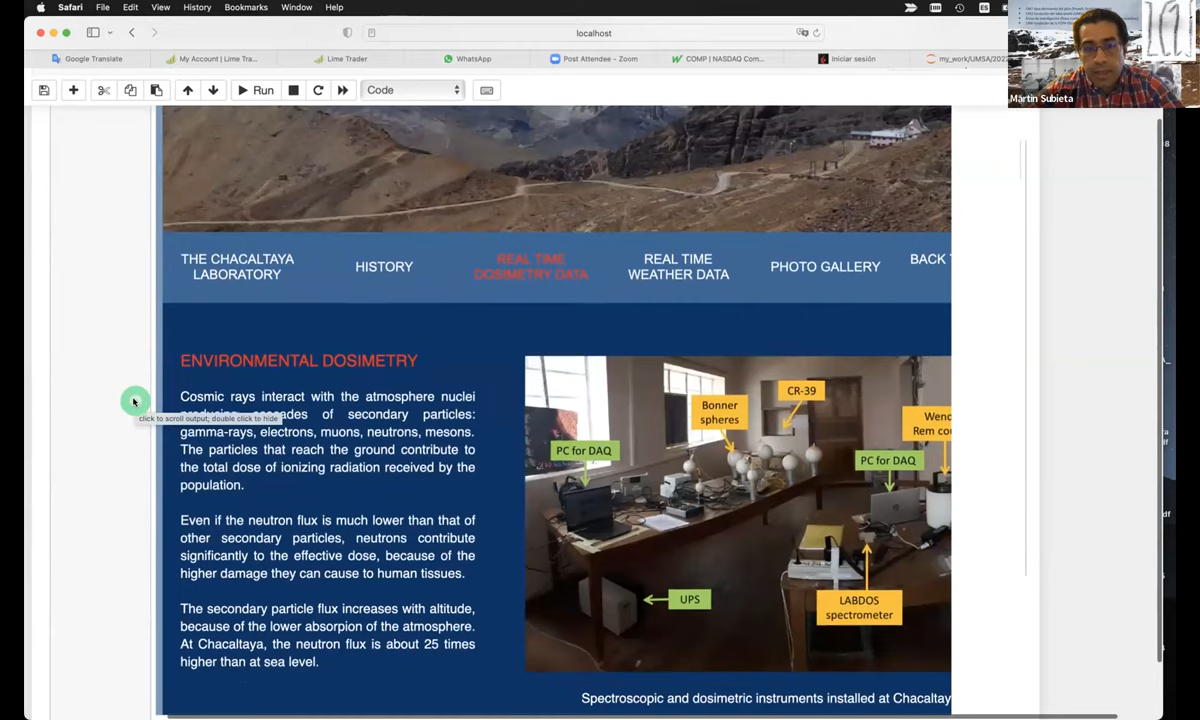 Safari File Edit View History Bookmarks Window Help
ES
localhost
Google Translate
My Account | Lime Tra...
Lime Trader
WhatsApp
Post Attendee - Zoom
COMP | NASDAQ Com...
Iniciar sesión
my_work/UMSA/202
Run
Code
Martin Subieta
THE CHACALTAYA
LABORATORY
HISTORY
REAL TIME
DOSIMETRY DATA
REAL TIME
WEATHER DATA
PHOTO GALLERY
BACK
ENVIRONMENTAL DOSIMETRY
Cosmic rays interact with the atmosphere nuclei
of secondary particles:
click to scroll output; double click to hide
gamma-rays, electrons, muons, neutrons, mesons.
The particles that reach the ground contribute to
the total dose of ionizing radiation received by the
population.
Even if the neutron flux is much lower than that of
other secondary particles, neutrons contribute
significantly to the effective dose, because of the
higher damage they can cause to human tissues.
The secondary particle flux increases with altitude,
because of the lower absorpion of the atmosphere.
At Chacaltaya, the neutron flux is about 25 times
higher than at sea level.
CR-39
Bonner
spheres
Wend
Rem cou
PC for DAQ
PC for DAQ
UPS
LABDOS
spectrometer
Spectroscopic and dosimetric instruments installed at Chacaltay